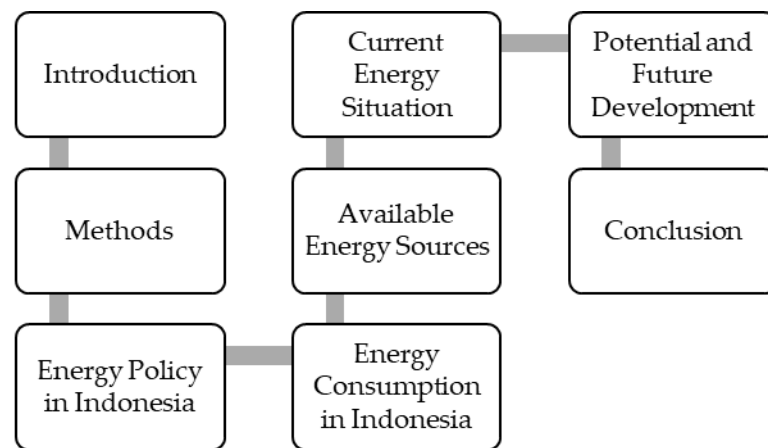 Introduction
Methods
Energy Policy
in Indonesia
Energy
Consumption
in Indonesia
Available
Energy Sources
Current
Energy
Situation
Potential and
Future
Development
Conclusion